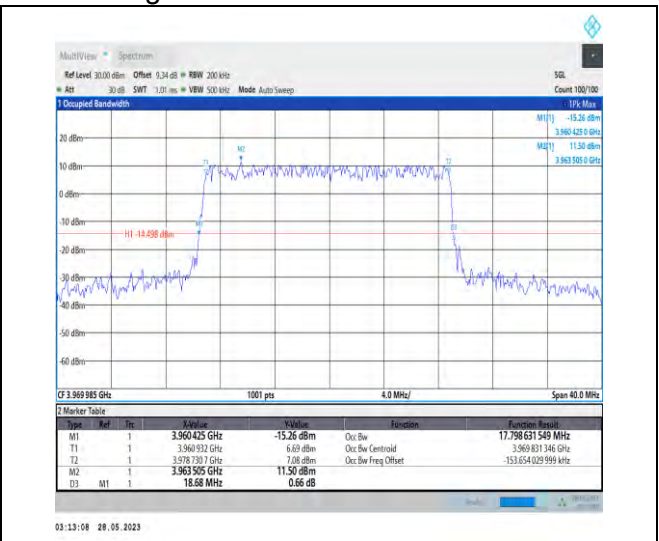 MultiView Spectrum
Ref Level 30.00 dBm Offset 9.34 dB RBW 200 kHz SGL
Att 30 dB SWT 1.01 ms VBW 500 kHz Mode Auto Sweep Count 100/100
1 Occupied Bandwidth 1Pk Max
M1[1] -15.26 dBm
3.960 425 0 GHz
20 dBm
M2[1] 11.50 dBm
3.963 505 0 GHz
M2
T1 T2
10 dBm
0 dBm
-10 dBm
M1 D3
H1 -14.498 dBm
-20 dBm
-30 dBm
-40 dBm
-50 dBm
-60 dBm
CF 3.969 985 GHz 1001 pts 4.0 MHz/ Span 40.0 MHz
2 Marker Table
Type Ref Trc X-Value Y-Value Function Function Result
M1 1 3.960 425 GHz -15.26 dBm Occ Bw 17.798 631 549 MHz
T1 1 3.960 932 GHz 6.69 dBm Occ Bw Centroid 3.969 831 346 GHz
T2 1 3.978 730 7 GHz 7.08 dBm Occ Bw Freq Offset -153.654 029 999 kHz
M2 1 3.963 505 GHz 11.50 dBm
D3 M1 1 18.68 MHz 0.66 dB
03:13:08 28.05.2023